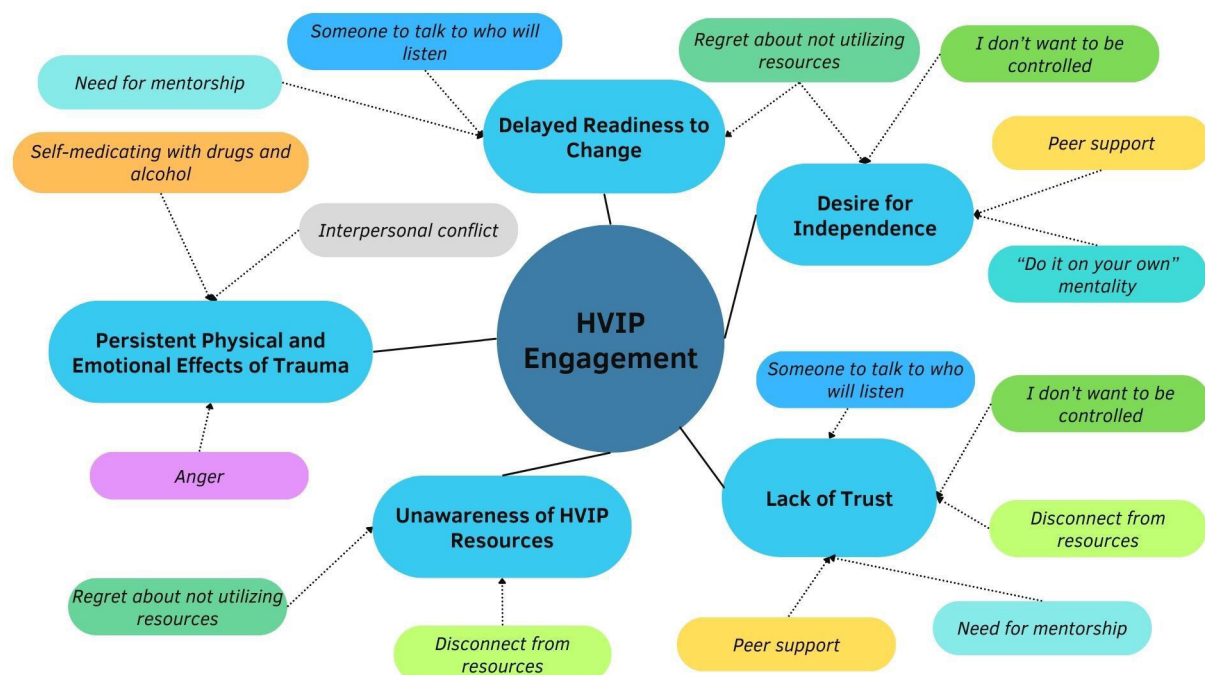 Someone to talk to who will
listen
Regret about not utilizing
resources
I don't want to be
controlled
Need for mentorship
Delayed Readiness to
Change
Peer support
Self-medicating with drugs and
alcohol
Interpersonal conflict
Desire for
Independence
"Do it on your own"
mentality
Persistent Physical and
Emotional Effects of Trauma
HVIP
Engagement
Someone to talk to who
will listen
I don't want to be
controlled
Anger
Unawareness of HVIP
Resources
Lack of Trust
Disconnect from
resources
Regret about not utilizing
resources
Disconnect from
resources
Peer support
Need for mentorship